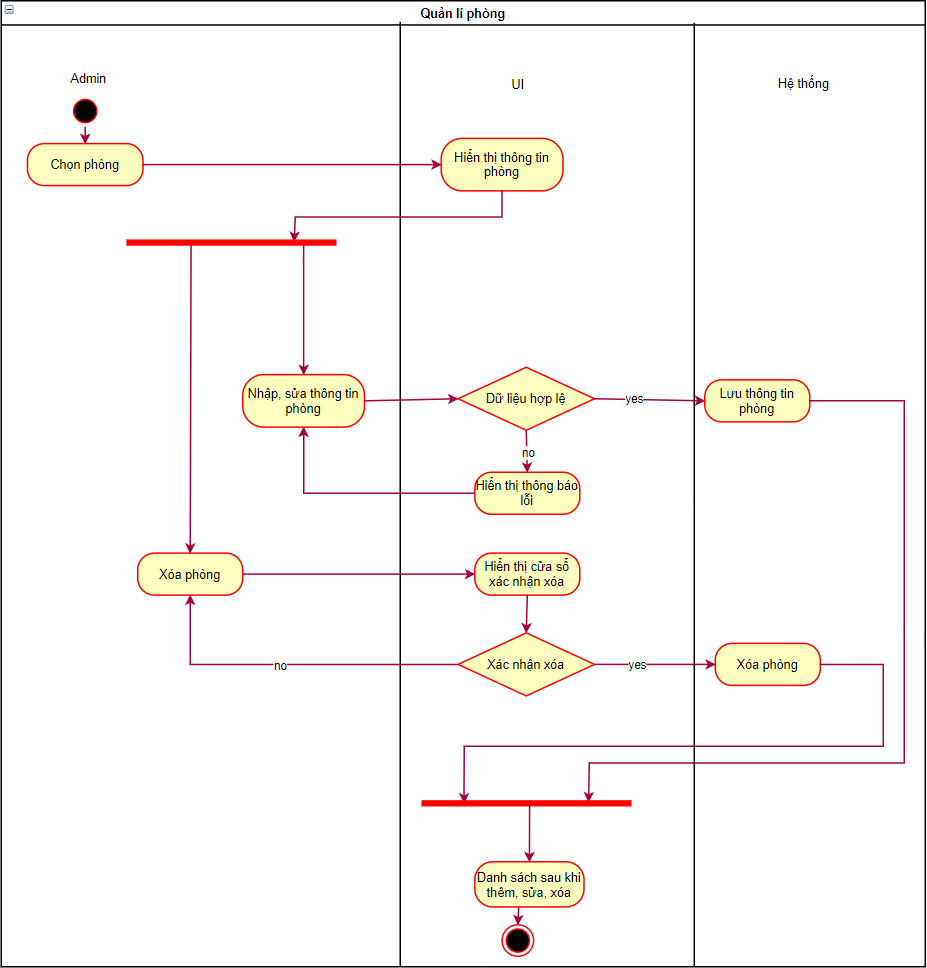 Quản lí phòng
Admin
UI
Hệ thống
Chọn phòng
Hiển thị thông tin
phòng
Nhập, sửa thông tin
phòng
Dữ liệu hợp lệ
yes
Lưu thông tin
phòng
no
Hiển thị thông báo
lỗi
Xóa phòng
Hiển thị cửa sổ
xác nhận xóa
no
Xác nhận xóa
yes
Xóa phòng
Danh sách sau khi
thêm, sửa, xóa